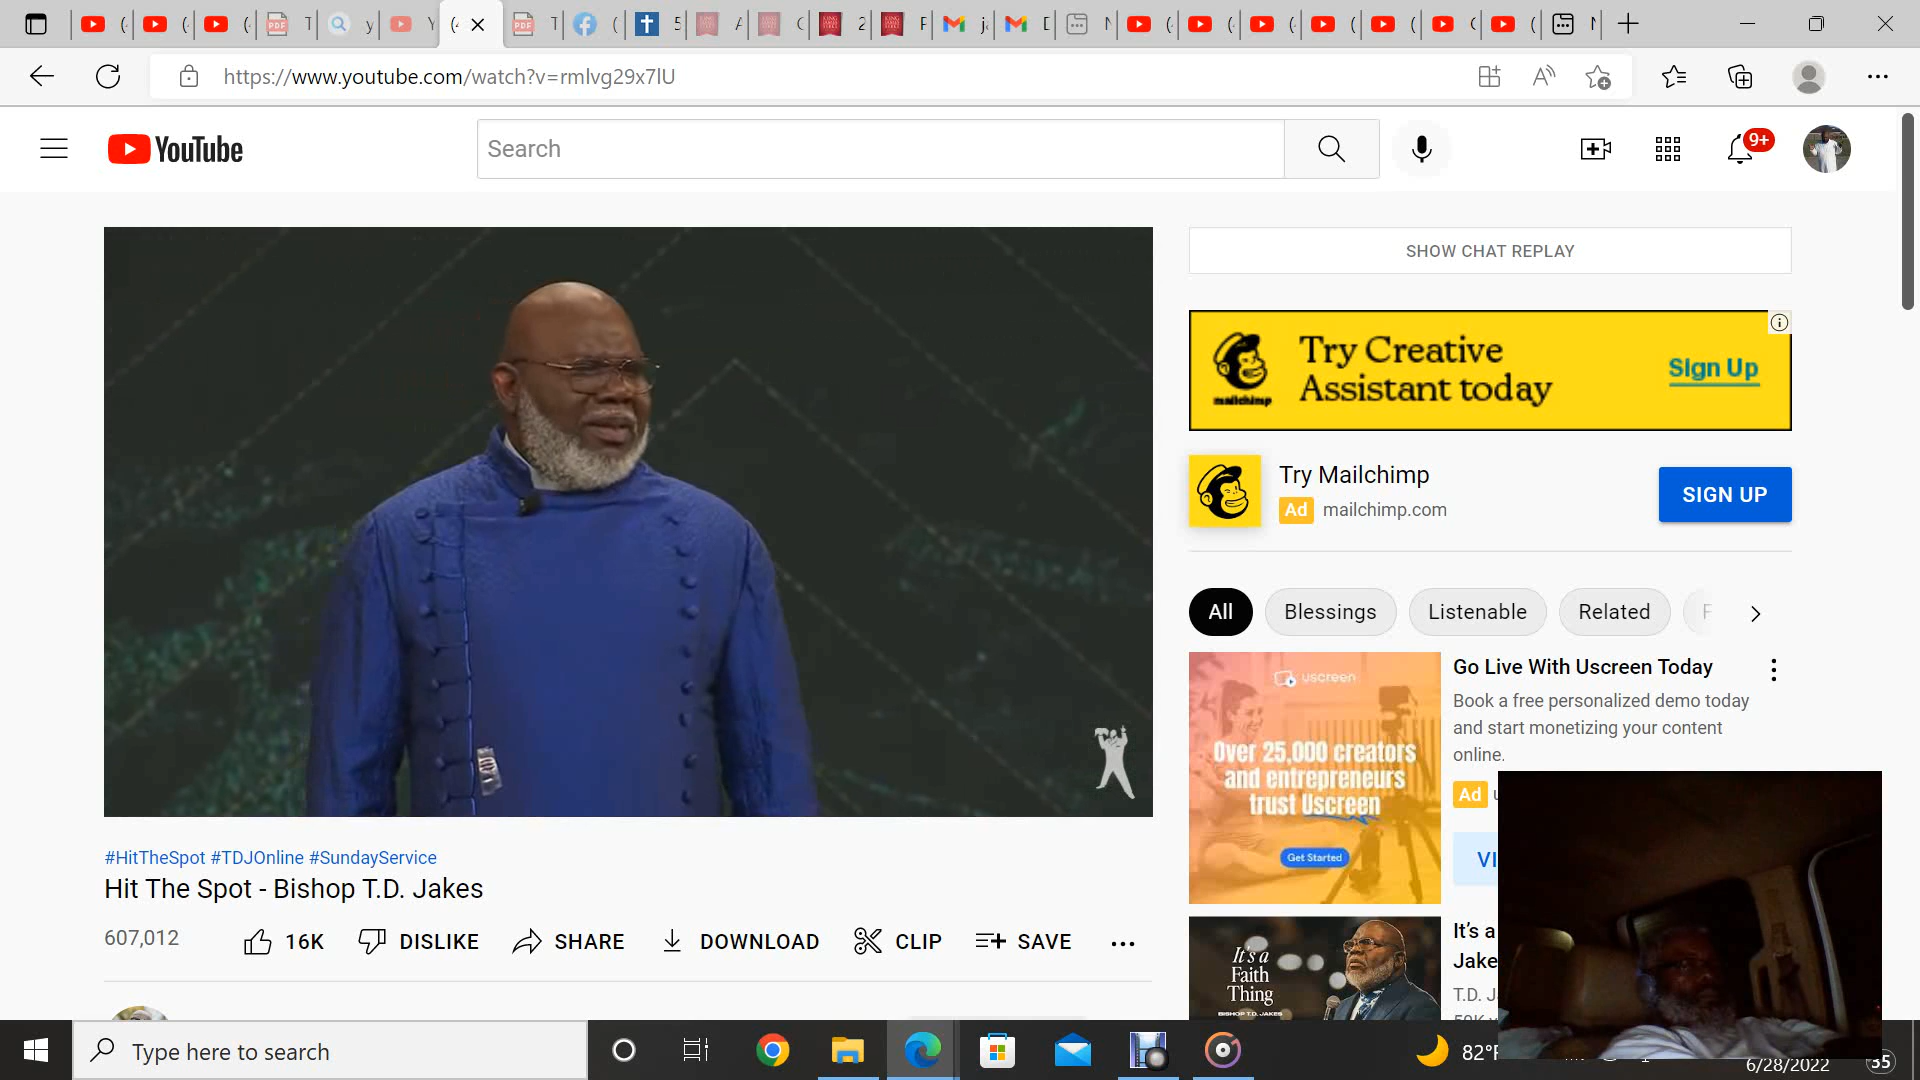 https://www.youtube.com/watch?v=rmlvg29x7lU
YouTube
Search
9+
SHOW CHAT REPLAY
Try Creative
Assistant today
Sign Up
mailchimp
Try Mailchimp
Ad mailchimp.com
SIGN UP
All
Blessings
Listenable
Related
F
uscreen
Over 25,000 creators
and entrepreneurs
trust Uscreen
Get Started
Go Live With Uscreen Today
Book a free personalized demo today
and start monetizing your content
online.
Ad
#HitTheSpot #TDJOnline #SundayService
Hit The Spot - Bishop T.D. Jakes
607,012
16K
DISLIKE
SHARE
DOWNLOAD
CLIP
SAVE
It's a
Faith
Thing
BISHOP T.D. JAKES
It's a
Jake
T.D. J
Type here to search
82°F
6/28/2022
35